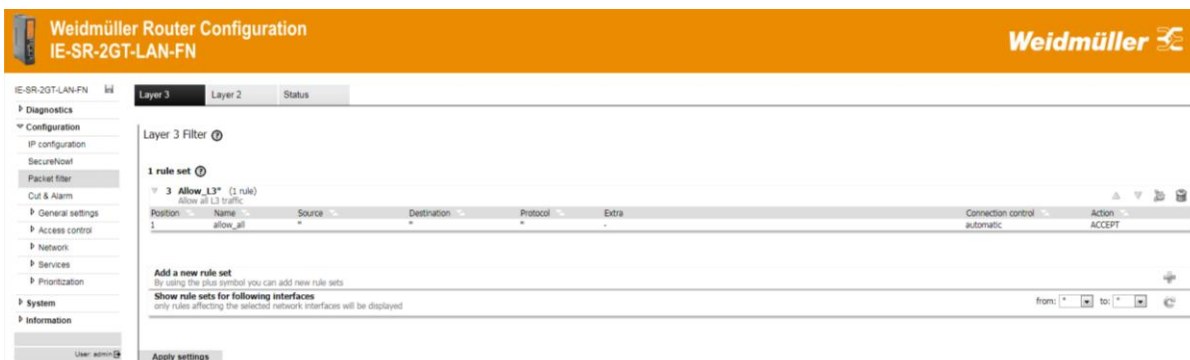 Weidmüller Router Configuration
IE-SR-2GT-LAN-FN
Weidmüller
IE-SR-2GT-LAN-FN
Diagnostics
Configuration
IP configuration
SecureNow!
Packet filter
Cut & Alarm
General settings
Access control
Network
Services
Prioritization
System
Information
User: admin
Layer 3 Layer 2 Status
Layer 3 Filter ?
1 rule set ?
3 Allow_L3* (1 rule)
Allow all L3 traffic
Position Name Source Destination Protocol Extra Connection control Action
1 allow_all * * * - automatic ACCEPT
Add a new rule set
By using the plus symbol you can add new rule sets
Show rule sets for following interfaces
only rules affecting the selected network interfaces will be displayed
from: * to: *
Apply settings